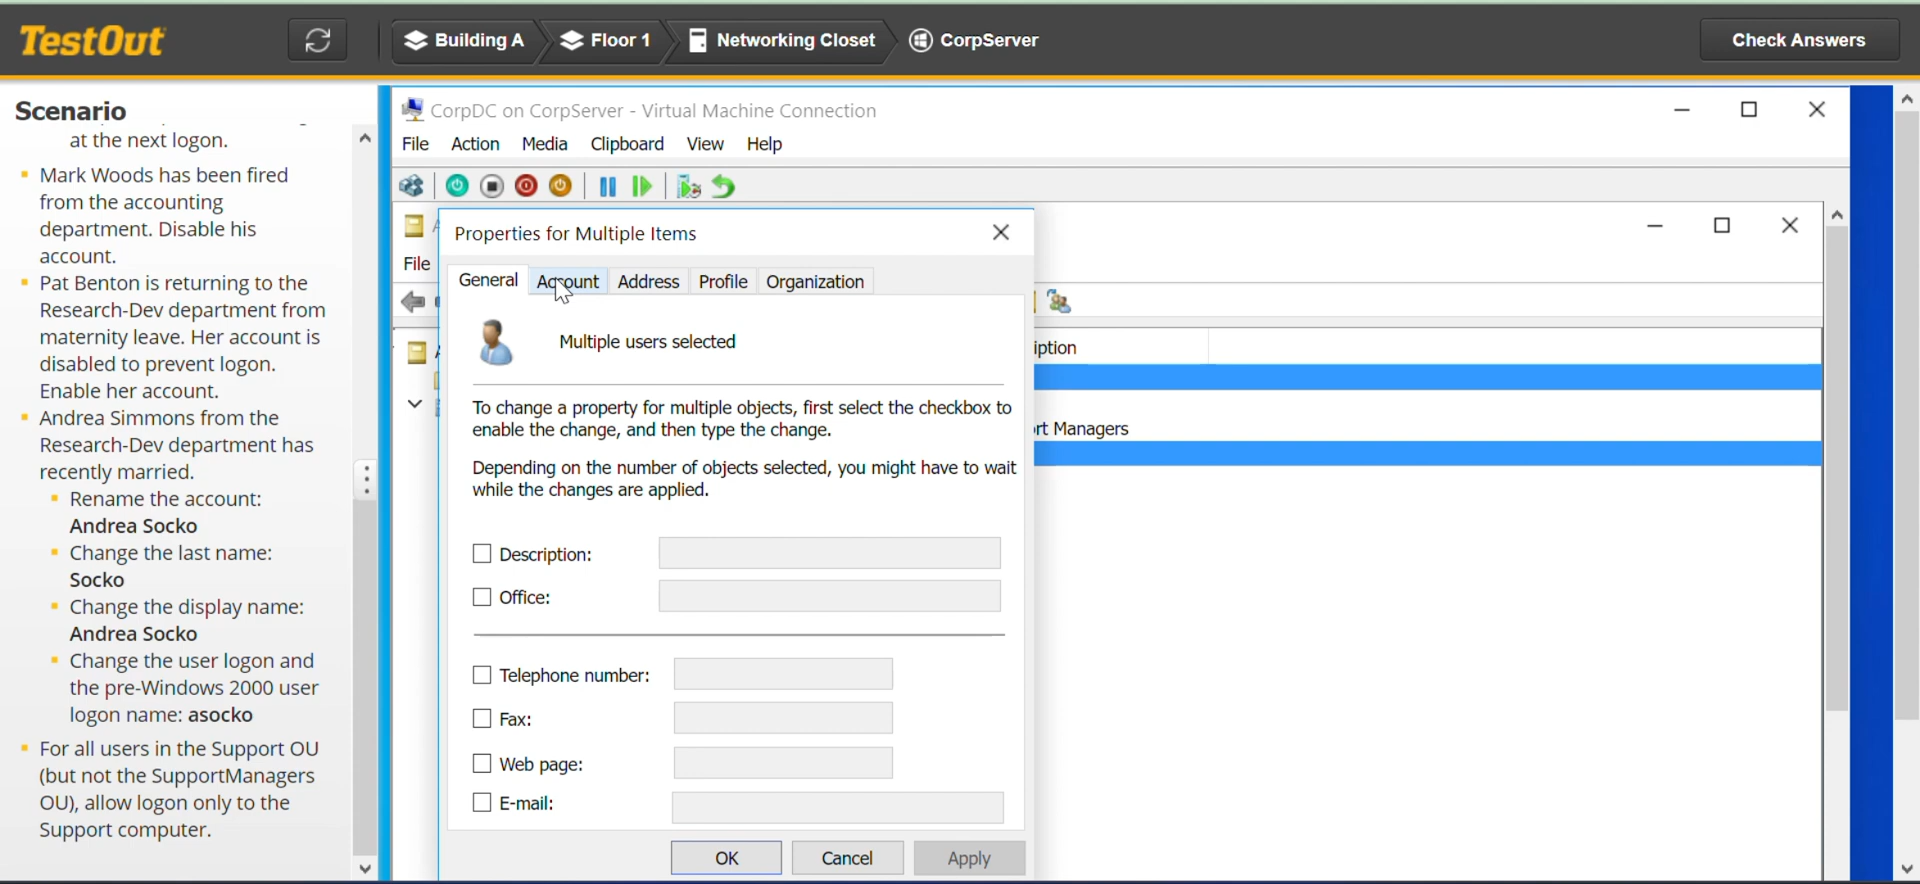 TestOut
Building A
Floor 1
Networking Closet
CorpServer
Check Answers
Scenario
at the next logon.
Mark Woods has been fired
from the accounting
department. Disable his
account.
Pat Benton is returning to the
Research-Dev department from
maternity leave. Her account is
disabled to prevent logon.
Enable her account.
Andrea Simmons from the
Research-Dev department has
recently married.
Rename the account:
Andrea Socko
Change the last name:
Socko
Change the display name:
Andrea Socko
Change the user logon and
the pre-Windows 2000 user
logon name: asocko
For all users in the Support OU
(but not the SupportManagers
OU), allow logon only to the
Support computer.
CorpDC on CorpServer - Virtual Machine Connection
File Action Media Clipboard View Help
File
Properties for Multiple Items
General Account Address Profile Organization
Multiple users selected
To change a property for multiple objects, first select the checkbox to
enable the change, and then type the change.
Depending on the number of objects selected, you might have to wait
while the changes are applied.
Description:
Office:
Telephone number:
Fax:
Web page:
E-mail:
OK Cancel Apply
iption
rt Managers